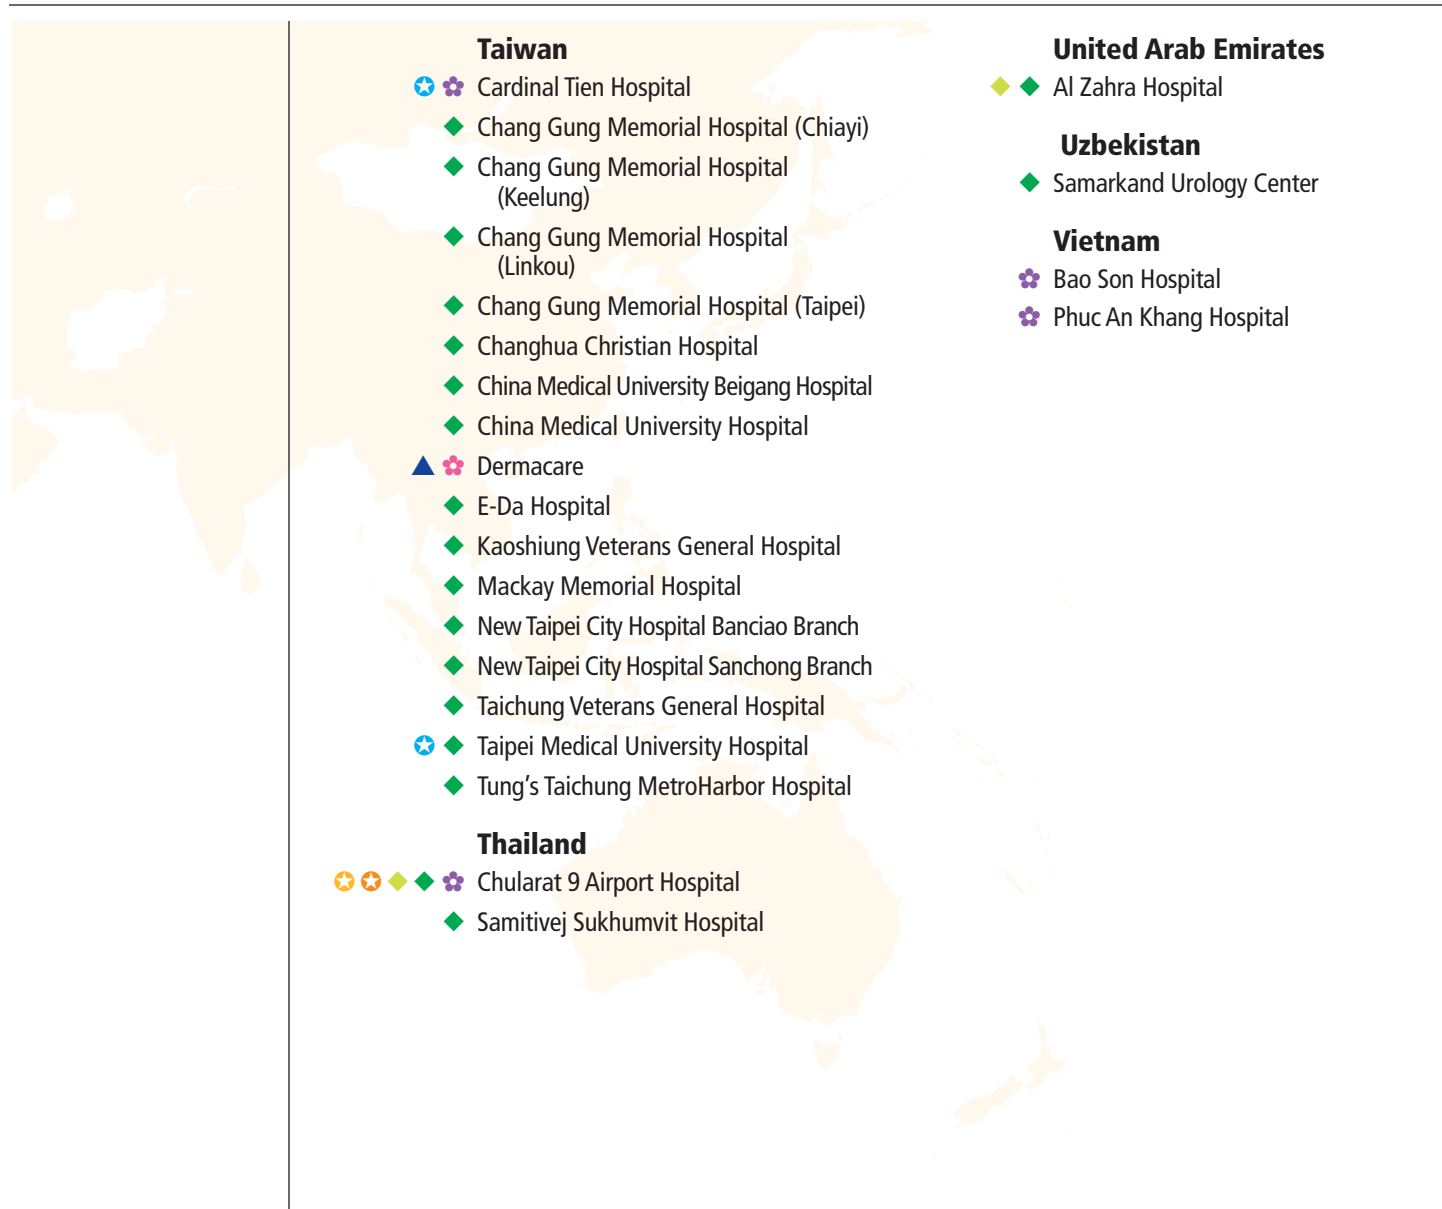 Taiwan
Cardinal Tien Hospital
Chang Gung Memorial Hospital (Chiayi)
Chang Gung Memorial Hospital
(Keelung)
Chang Gung Memorial Hospital
(Linkou)
Chang Gung Memorial Hospital (Taipei)
Changhua Christian Hospital
China Medical University Beigang Hospital
China Medical University Hospital
Dermacare
E-Da Hospital
Kaoshiung Veterans General Hospital
Mackay Memorial Hospital
New Taipei City Hospital Banciao Branch
New Taipei City Hospital Sanchong Branch
Taichung Veterans General Hospital
Taipei Medical University Hospital
Tung’s Taichung MetroHarbor Hospital
Thailand
Chularat 9 Airport Hospital
Samitivej Sukhumvit Hospital
United Arab Emirates
Al Zahra Hospital
Uzbekistan
Samarkand Urology Center
Vietnam
Bao Son Hospital
Phuc An Khang Hospital